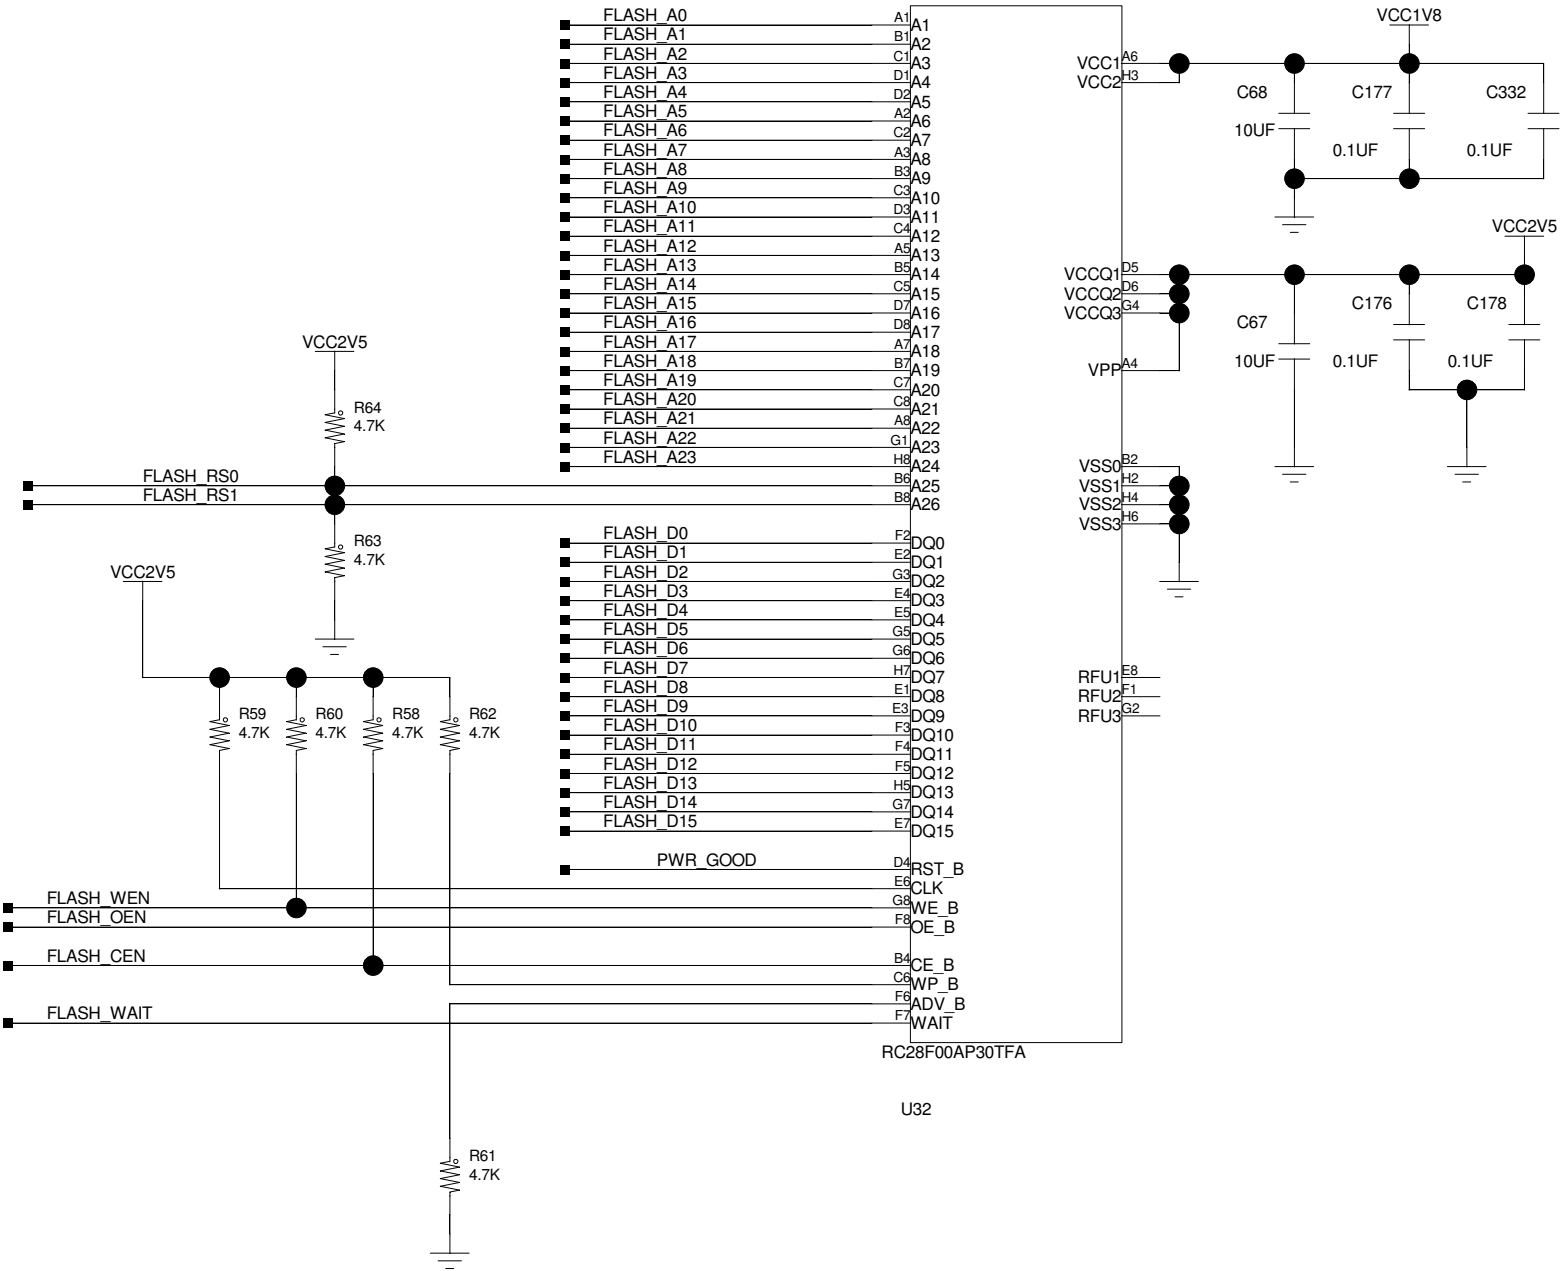 FLASH_A0 A1 A1
FLASH_A1 B1 A2
FLASH_A2 C1 A3
FLASH_A3 D1 A4
FLASH_A4 D2 A5
FLASH_A5 A2 A6
FLASH_A6 C2 A7
FLASH_A7 A3 A8
FLASH_A8 B3 A9
FLASH_A9 C3 A10
FLASH_A10 D3 A11
FLASH_A11 C4 A12
FLASH_A12 A5 A13
FLASH_A13 B5 A14
FLASH_A14 C5 A15
FLASH_A15 D7 A16
FLASH_A16 D8 A17
FLASH_A17 A7 A18
FLASH_A18 B7 A19
FLASH_A19 C7 A20
FLASH_A20 C8 A21
FLASH_A21 A8 A22
FLASH_A22 G1 A23
FLASH_A23 H8 A24
FLASH_RS0 B6 A25
FLASH_RS1 B8 A26
VCC2V5
R64
4.7K
R63
4.7K
FLASH_D0 F2 DQ0
FLASH_D1 E2 DQ1
FLASH_D2 G3 DQ2
FLASH_D3 E4 DQ3
FLASH_D4 E5 DQ4
FLASH_D5 G5 DQ5
FLASH_D6 G6 DQ6
FLASH_D7 H7 DQ7
FLASH_D8 E1 DQ8
FLASH_D9 E3 DQ9
FLASH_D10 F3 DQ10
FLASH_D11 F4 DQ11
FLASH_D12 F5 DQ12
FLASH_D13 H5 DQ13
FLASH_D14 G7 DQ14
FLASH_D15 E7 DQ15
VCC2V5
R59 R60 R58 R62
4.7K 4.7K 4.7K 4.7K
PWR_GOOD D4 RST_B
E6 CLK
FLASH_WEN G8 WE_B
FLASH_OEN F8 OE_B
FLASH_CEN B4 CE_B
C6 WP_B
F6 ADV_B
FLASH_WAIT F7 WAIT
R61
4.7K
VCC1 A6
VCC2 H3
VCC1V8
C68 C177 C332
10UF 0.1UF 0.1UF
VCC2V5
VCCQ1 D5
VCCQ2 D6
VCCQ3 G4
VPP A4
C67 C176 C178
10UF 0.1UF 0.1UF
VSS0 B2
VSS1 H2
VSS2 H4
VSS3 H6
RFU1 E8
RFU2 F1
RFU3 G2
RC28F00AP30TFA
U32